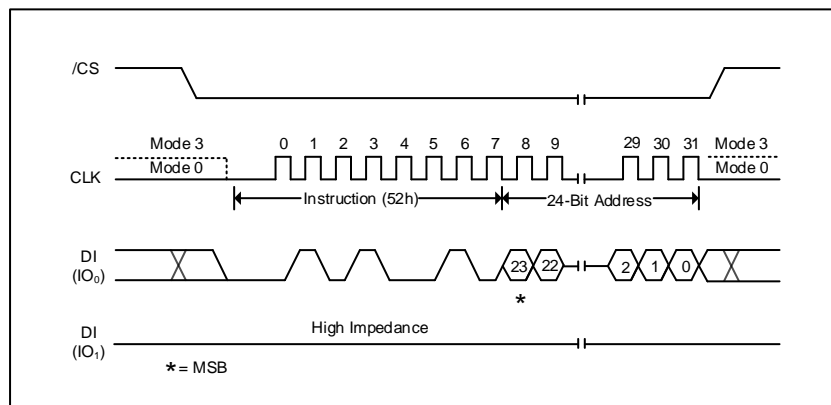 /CS
0 1 2 3 4 5 6 7 8 9 29 30 31
Mode 3 Mode 3
Mode 0 Mode 0
CLK
Instruction (52h) 24-Bit Address
DI
(IO₀)
23 22 2 1 0
*
DI
(IO₁)
High Impedance
* = MSB